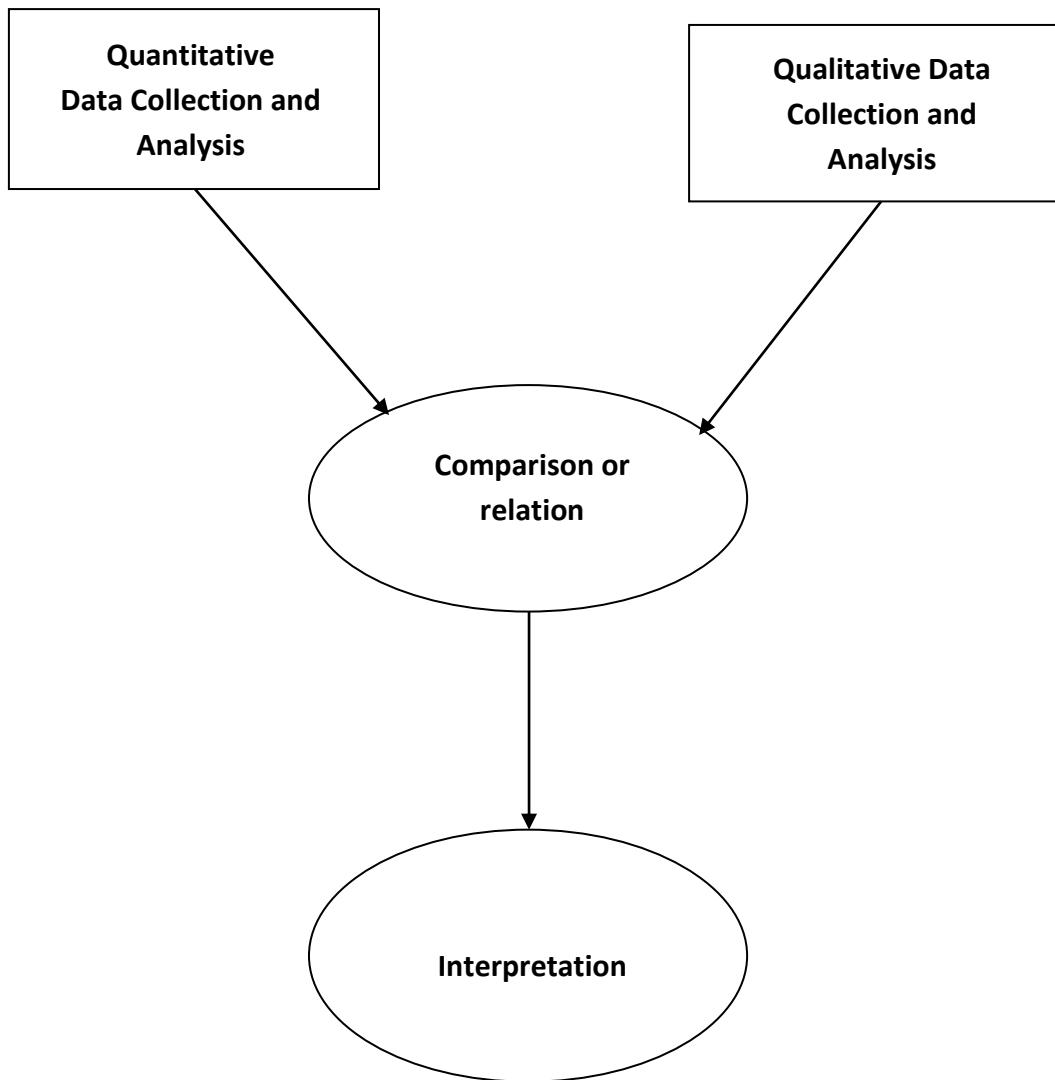 Quantitative
Data Collection and
Analysis
Qualitative Data
Collection and
Analysis
Comparison or
relation
Interpretation